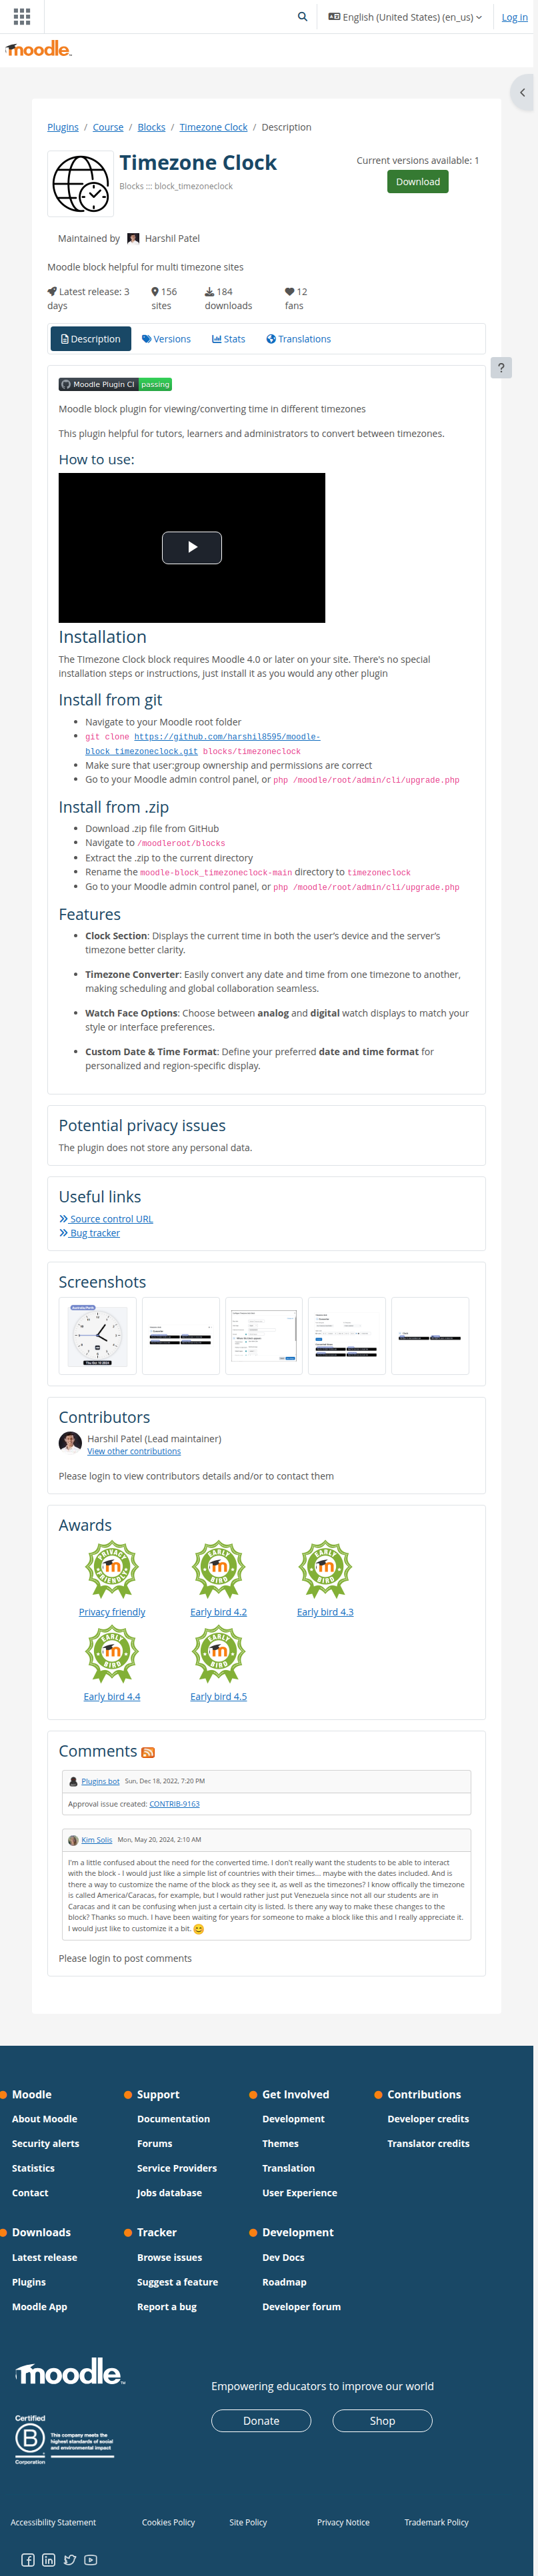 English (United States) (en_us)
Log in
moodle
Plugins / Course / Blocks / Timezone Clock / Description
Timezone Clock
Blocks ::: block_timezoneclock
Current versions available: 1
Download
Maintained by Harshil Patel
Moodle block helpful for multi timezone sites
Latest release: 3
days
156
sites
184
downloads
12
fans
Description
Versions
Stats
Translations
?
Moodle Plugin CI passing
Moodle block plugin for viewing/converting time in different timezones
This plugin helpful for tutors, learners and administrators to convert between timezones.
How to use:
Installation
The TImezone Clock block requires Moodle 4.0 or later on your site. There's no special
installation steps or instructions, just install it as you would any other plugin
Install from git
Navigate to your Moodle root folder
git clone https://github.com/harshil8595/moodle-
block_timezoneclock.git blocks/timezoneclock
Make sure that user:group ownership and permissions are correct
Go to your Moodle admin control panel, or php /moodle/root/admin/cli/upgrade.php
Install from .zip
Download .zip file from GitHub
Navigate to /moodleroot/blocks
Extract the .zip to the current directory
Rename the moodle-block_timezoneclock-main directory to timezoneclock
Go to your Moodle admin control panel, or php /moodle/root/admin/cli/upgrade.php
Features
Clock Section: Displays the current time in both the user's device and the server's
timezone better clarity.
Timezone Converter: Easily convert any date and time from one timezone to another,
making scheduling and global collaboration seamless.
Watch Face Options: Choose between analog and digital watch displays to match your
style or interface preferences.
Custom Date & Time Format: Define your preferred date and time format for
personalized and region-specific display.
Potential privacy issues
The plugin does not store any personal data.
Useful links
Source control URL
Bug tracker
Screenshots
Contributors
Harshil Patel (Lead maintainer)
View other contributions
Please login to view contributors details and/or to contact them
Awards
PRIVACY FRIENDLY
EARLY BIRD
EARLY BIRD
Privacy friendly
Early bird 4.2
Early bird 4.3
EARLY BIRD
EARLY BIRD
Early bird 4.4
Early bird 4.5
Comments
Plugins bot Sun, Dec 18, 2022, 7:20 PM
Approval issue created: CONTRIB-9163
Kim Solis Mon, May 20, 2024, 2:10 AM
I'm a little confused about the need for the converted time. I don't really want the students to be able to interact
with the block - I would just like a simple list of countries with their times... maybe with the dates included. And is
there a way to customize the name of the block as they see it, as well as the timezones? I know offically the timezone
is called America/Caracas, for example, but I would rather just put Venezuela since not all our students are in
Caracas and it can be confusing when just a certain city is listed. Is there any way to make these changes to the
block? Thanks so much. I have been waiting for years for someone to make a block like this and I really appreciate it.
I would just like to customize it a bit.
Please login to post comments
Moodle
About Moodle
Security alerts
Statistics
Contact
Support
Documentation
Forums
Service Providers
Jobs database
Get Involved
Development
Themes
Translation
User Experience
Contributions
Developer credits
Translator credits
Downloads
Latest release
Plugins
Moodle App
Tracker
Browse issues
Suggest a feature
Report a bug
Development
Dev Docs
Roadmap
Developer forum
moodle
Empowering educators to improve our world
Donate
Shop
Certified
B
Corporation
This company meets the
highest standards of social
and environmental impact
Accessibility Statement
Cookies Policy
Site Policy
Privacy Notice
Trademark Policy